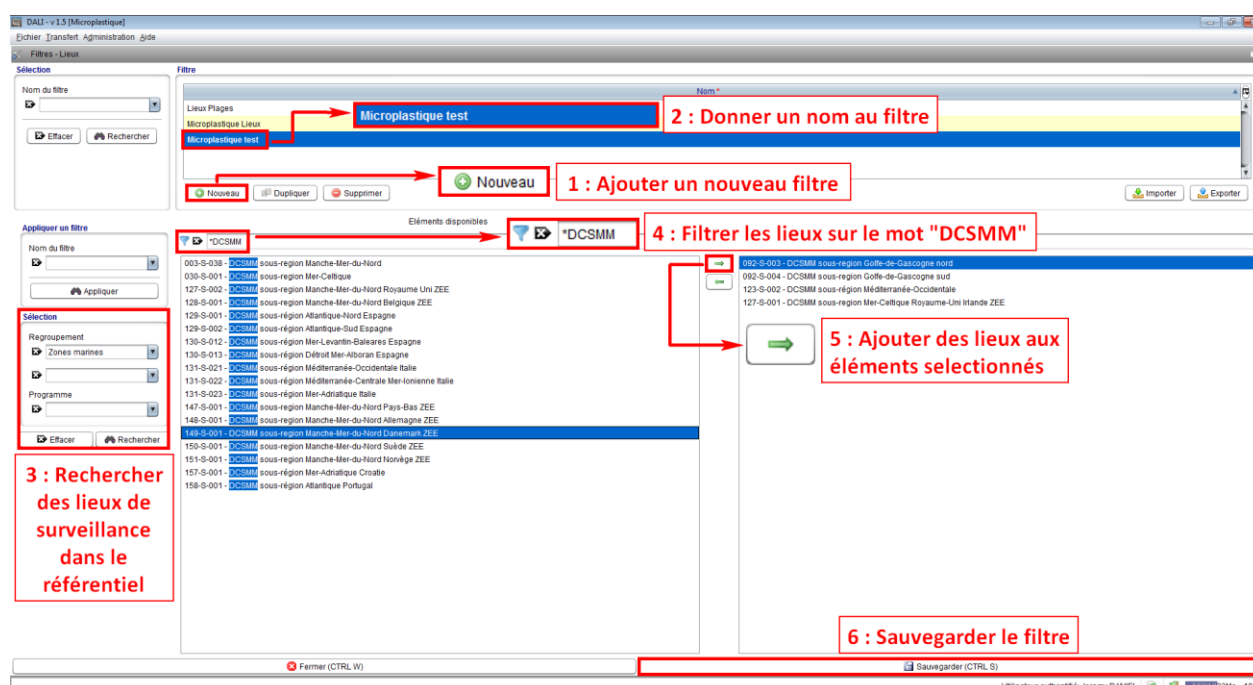 DALI - v 1.5 [Microplastique]
Fichier Transfert Administration Aide
Filtres - Lieux
Sélection
Nom du filtre
Effacer
Rechercher
Filtre
Nom *
Lieux Plages
Microplastique Lieux
Microplastique test
Microplastique test
2 : Donner un nom au filtre
Nouveau
Dupliquer
Supprimer
Nouveau
1 : Ajouter un nouveau filtre
Importer
Exporter
Appliquer un filtre
Nom du filtre
Appliquer
Sélection
Regroupement
Zones marines
Programme
Effacer
Rechercher
3 : Rechercher
des lieux de
surveillance
dans le
référentiel
Eléments disponibles
*DCSMM
*DCSMM
4 : Filtrer les lieux sur le mot "DCSMM"
003-S-038 - DCSMM sous-region Manche-Mer-du-Nord
030-S-001 - DCSMM sous-region Mer-Celtique
127-S-002 - DCSMM sous-region Manche-Mer-du-Nord Royaume Uni ZEE
128-S-001 - DCSMM sous-region Manche-Mer-du-Nord Belgique ZEE
129-S-001 - DCSMM sous-région Atlantique-Nord Espagne
129-S-002 - DCSMM sous-région Atlantique-Sud Espagne
130-S-012 - DCSMM sous-région Mer-Levantin-Baleares Espagne
130-S-013 - DCSMM sous-région Détroit Mer-Alboran Espagne
131-S-021 - DCSMM sous-région Méditerranée-Occidentale Italie
131-S-022 - DCSMM sous-région Méditerranée-Centrale Mer-Ionienne Italie
131-S-023 - DCSMM sous-région Mer-Adriatique Italie
147-S-001 - DCSMM sous-region Manche-Mer-du-Nord Pays-Bas ZEE
148-S-001 - DCSMM sous-region Manche-Mer-du-Nord Allemagne ZEE
149-S-001 - DCSMM sous-region Manche-Mer-du-Nord Danemark ZEE
150-S-001 - DCSMM sous-region Manche-Mer-du-Nord Suède ZEE
151-S-001 - DCSMM sous-region Manche-Mer-du-Nord Norvège ZEE
157-S-001 - DCSMM sous-région Mer-Adriatique Croatie
158-S-001 - DCSMM sous-région Atlantique Portugal
092-S-003 - DCSMM sous-region Golfe-de-Gascogne nord
092-S-004 - DCSMM sous-region Golfe-de-Gascogne sud
123-S-002 - DCSMM sous-région Méditerranée-Occidentale
127-S-001 - DCSMM sous-region Mer-Celtique Royaume-Uni Irlande ZEE
5 : Ajouter des lieux aux
éléments selectionnés
6 : Sauvegarder le filtre
Fermer (CTRL W)
Sauvegarder (CTRL S)